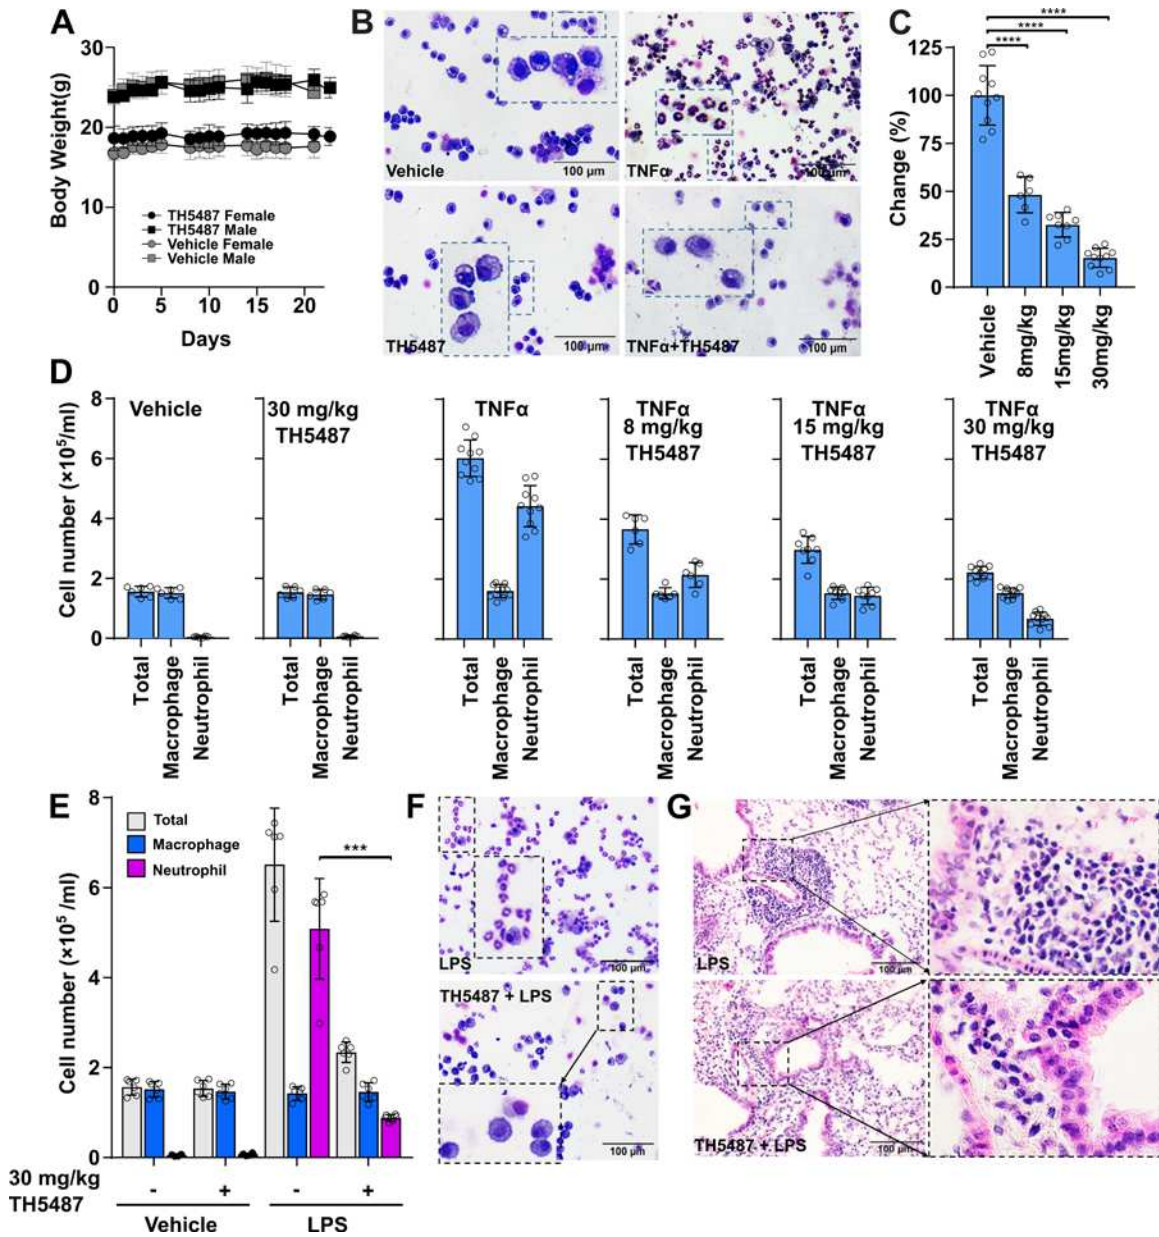 A
30
20
10
0
Body Weight(g)
TH5487 Female
TH5487 Male
Vehicle Female
Vehicle Male
0 5 10 15 20
Days
B
Vehicle
100 µm
TNFα
100 µm
TH5487
100 µm
TNFα+TH5487
100 µm
C
****
****
****
125
100
75
50
25
0
Change (%)
Vehicle
8mg/kg
15mg/kg
30mg/kg
D
8
6
4
2
0
Cell number (×10⁵/ml)
Vehicle
Total
Macrophage
Neutrophil
30 mg/kg
TH5487
Total
Macrophage
Neutrophil
TNFα
Total
Macrophage
Neutrophil
TNFα
8 mg/kg
TH5487
Total
Macrophage
Neutrophil
TNFα
15 mg/kg
TH5487
Total
Macrophage
Neutrophil
TNFα
30 mg/kg
TH5487
Total
Macrophage
Neutrophil
E
8
6
4
2
0
Cell number (×10⁵ /ml)
Total
Macrophage
Neutrophil
***
30 mg/kg
TH5487
- + - +
Vehicle LPS
F
LPS
100 µm
TH5487 + LPS
100 µm
G
LPS
100 µm
TH5487 + LPS
100 µm